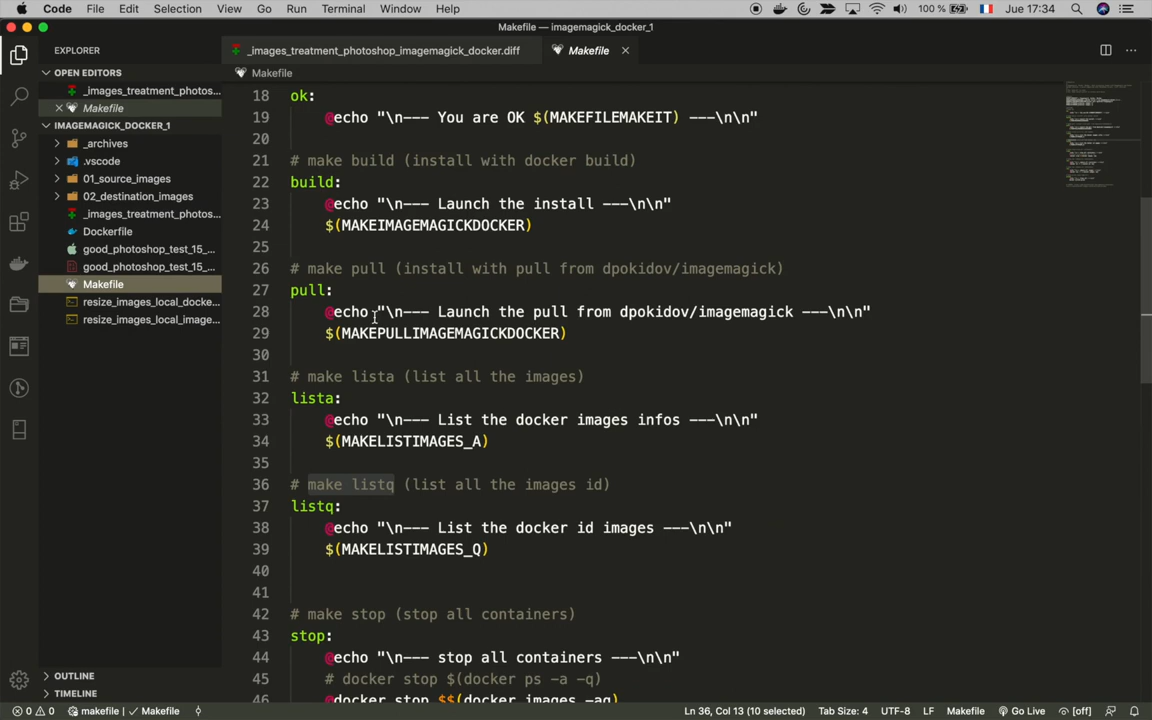 Code File Edit Selection View Go Run Terminal Window Help 100 % Jue 17:34
Makefile — imagemagick_docker_1
EXPLORER
OPEN EDITORS
_images_treatment_photos...
Makefile
IMAGEMAGICK_DOCKER_1
_archives
.vscode
01_source_images
02_destination_images
_images_treatment_photos...
Dockerfile
good_photoshop_test_15_...
good_photoshop_test_15_...
Makefile
resize_images_local_docke...
resize_images_local_image...
OUTLINE
TIMELINE
_images_treatment_photoshop_imagemagick_docker.diff Makefile
Makefile
18 ok:
19 @echo "\n--- You are OK $(MAKEFILEMAKEIT) ---\n\n"
20
21 # make build (install with docker build)
22 build:
23 @echo "\n--- Launch the install ---\n\n"
24 $(MAKEIMAGEMAGICKDOCKER)
25
26 # make pull (install with pull from dpokidov/imagemagick)
27 pull:
28 @echo "\n--- Launch the pull from dpokidov/imagemagick ---\n\n"
29 $(MAKEPULLIMAGEMAGICKDOCKER)
30
31 # make lista (list all the images)
32 lista:
33 @echo "\n--- List the docker images infos ---\n\n"
34 $(MAKELISTIMAGES_A)
35
36 # make listq (list all the images id)
37 listq:
38 @echo "\n--- List the docker id images ---\n\n"
39 $(MAKELISTIMAGES_Q)
40
41
42 # make stop (stop all containers)
43 stop:
44 @echo "\n--- stop all containers ---\n\n"
45 # docker stop $(docker ps -a -q)
46 @docker stop $$(docker images -aq)
0 0 makefile Makefile Ln 36, Col 13 (10 selected) Tab Size: 4 UTF-8 LF Makefile Go Live [off]